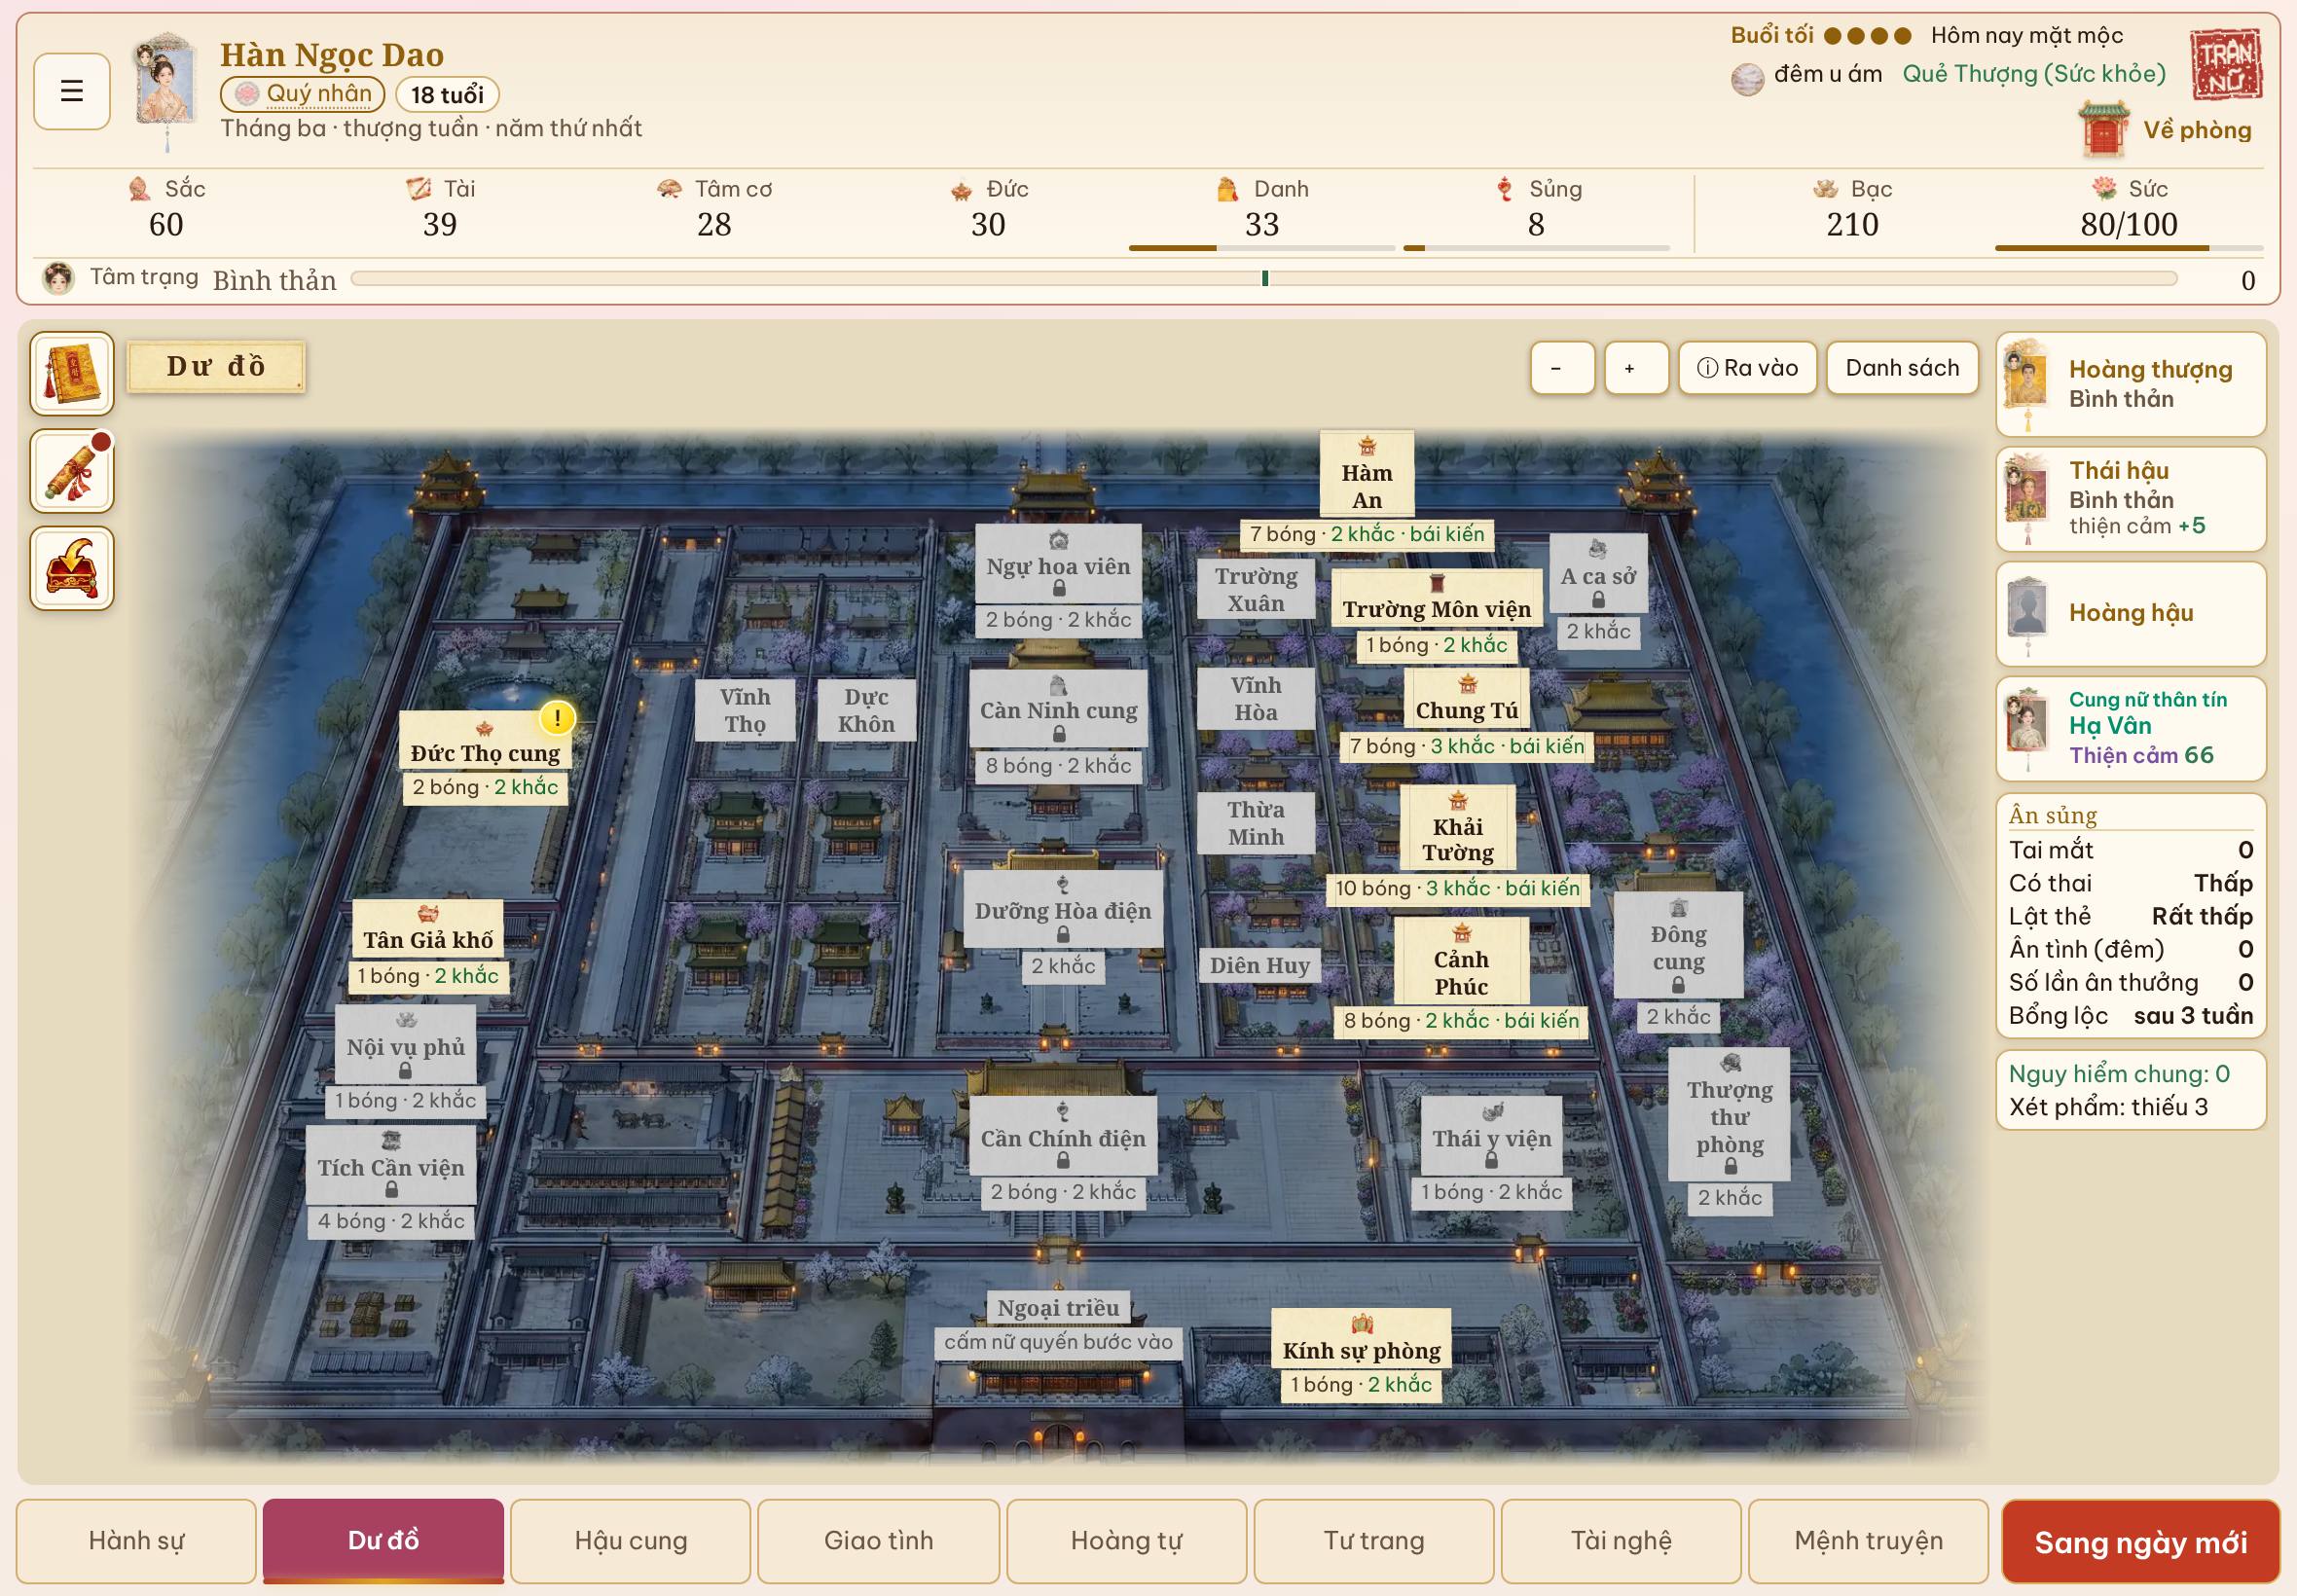 ☰
Hàn Ngọc Dao
Quý nhân
18 tuổi
Tháng ba · thượng tuần · năm thứ nhất
Buổi tối
Hôm nay mặt mộc
đêm u ám
Quẻ Thượng (Sức khỏe)
TRÂN NỮ
Về phòng
Sắc
60
Tài
39
Tâm cơ
28
Đức
30
Danh
33
Sủng
8
Bạc
210
Sức
80/100
Tâm trạng Bình thản
0
Dư đồ
-
+
ⓘ Ra vào
Danh sách
Hàm
An
7 bóng · 2 khắc · bái kiến
Ngự hoa viên
2 bóng · 2 khắc
Trường
Xuân
Trường Môn viện
1 bóng · 2 khắc
A ca sở
2 khắc
Vĩnh
Thọ
Dực
Khôn
Càn Ninh cung
8 bóng · 2 khắc
Vĩnh
Hòa
Chung Tú
7 bóng · 3 khắc · bái kiến
!
Đức Thọ cung
2 bóng · 2 khắc
Thừa
Minh
Khải
Tường
10 bóng · 3 khắc · bái kiến
Dưỡng Hòa điện
2 khắc
Tân Giả khố
1 bóng · 2 khắc
Diên Huy
Cảnh
Phúc
8 bóng · 2 khắc · bái kiến
Đông
cung
2 khắc
Nội vụ phủ
1 bóng · 2 khắc
Tích Cần viện
4 bóng · 2 khắc
Cần Chính điện
2 bóng · 2 khắc
Thái y viện
1 bóng · 2 khắc
Thượng
thư
phòng
2 khắc
Ngoại triều
cấm nữ quyến bước vào
Kính sự phòng
1 bóng · 2 khắc
Hoàng thượng
Bình thản
Thái hậu
Bình thản
thiện cảm +5
Hoàng hậu
Cung nữ thân tín
Hạ Vân
Thiện cảm 66
Ân sủng
Tai mắt 0
Có thai Thấp
Lật thẻ Rất thấp
Ân tình (đêm) 0
Số lần ân thưởng 0
Bổng lộc sau 3 tuần
Nguy hiểm chung: 0
Xét phẩm: thiếu 3
Hành sự
Dư đồ
Hậu cung
Giao tình
Hoàng tự
Tư trang
Tài nghệ
Mệnh truyện
Sang ngày mới